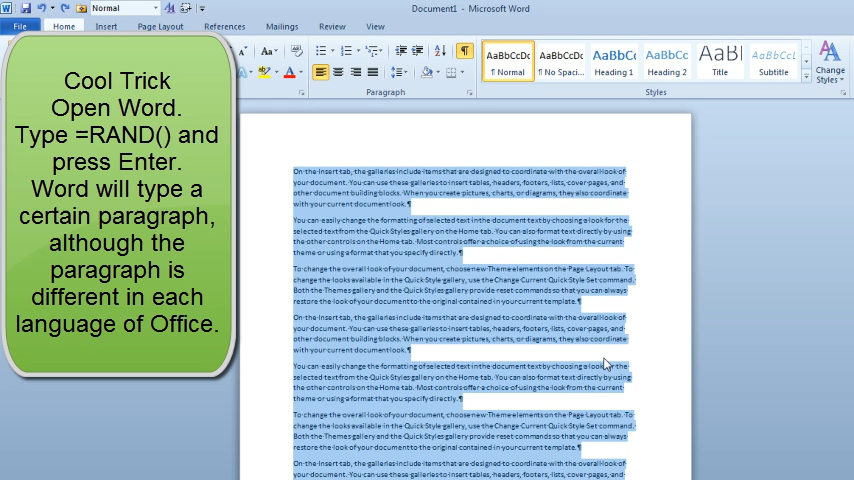 Normal
Document1 - Microsoft Word
File
Home
Insert
Page Layout
References
Mailings
Review
View
Cool Trick
Open Word.
Type =RAND() and
press Enter.
Word will type a
certain paragraph,
although the
paragraph is
different in each
language of Office.
Aa
A
AaBbCcDc
¶ Normal
AaBbCcDc
¶ No Spaci...
AaBbC
Heading 1
AaBbCc
Heading 2
AaB
Title
AaBbCcI
Subtitle
Change
Styles
Paragraph
Styles
On the Insert tab, the galleries include items that are designed to coordinate with the overall look of
your document. You can use these galleries to insert tables, headers, footers, lists, cover pages, and
other document building blocks. When you create pictures, charts, or diagrams, they also coordinate
with your current document look.¶
You can easily change the formatting of selected text in the document text by choosing a look for the
selected text from the Quick Styles gallery on the Home tab. You can also format text directly by using
the other controls on the Home tab. Most controls offer a choice of using the look from the current
theme or using a format that you specify directly.¶
To change the overall look of your document, choose new Theme elements on the Page Layout tab. To
change the looks available in the Quick Style gallery, use the Change Current Quick Style Set command.
Both the Themes gallery and the Quick Styles gallery provide reset commands so that you can always
restore the look of your document to the original contained in your current template.¶
On the Insert tab, the galleries include items that are designed to coordinate with the overall look of
your document. You can use these galleries to insert tables, headers, footers, lists, cover pages, and
other document building blocks. When you create pictures, charts, or diagrams, they also coordinate
with your current document look.¶
You can easily change the formatting of selected text in the document text by choosing a look for the
selected text from the Quick Styles gallery on the Home tab. You can also format text directly by using
the other controls on the Home tab. Most controls offer a choice of using the look from the current
theme or using a format that you specify directly.¶
To change the overall look of your document, choose new Theme elements on the Page Layout tab. To
change the looks available in the Quick Style gallery, use the Change Current Quick Style Set command.
Both the Themes gallery and the Quick Styles gallery provide reset commands so that you can always
restore the look of your document to the original contained in your current template.¶
On the Insert tab, the galleries include items that are designed to coordinate with the overall look of
your document. You can use these galleries to insert tables, headers, footers, lists, cover pages, and